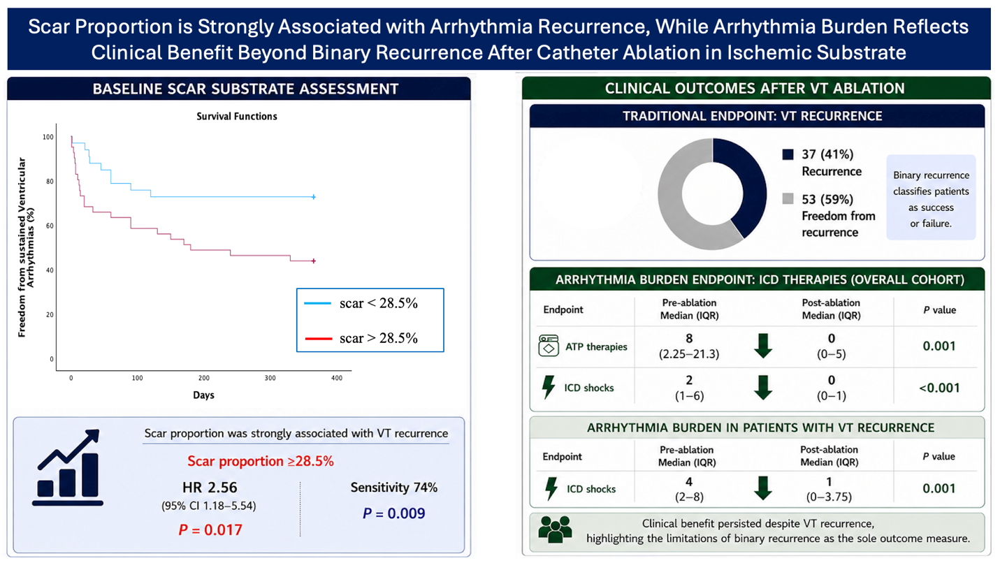 Scar Proportion is Strongly Associated with Arrhythmia Recurrence, While Arrhythmia Burden Reflects
Clinical Benefit Beyond Binary Recurrence After Catheter Ablation in Ischemic Substrate
BASELINE SCAR SUBSTRATE ASSESSMENT
Survival Functions
Freedom from sustained Ventricular
Arrhythmias (%)
100
80
60
40
20
0
0 100 200 300 400
Days
scar < 28.5%
scar > 28.5%
Scar proportion was strongly associated with VT recurrence
Scar proportion ≥28.5%
HR 2.56
(95% CI 1.18–5.54)
P = 0.017
Sensitivity 74%
P = 0.009
CLINICAL OUTCOMES AFTER VT ABLATION
TRADITIONAL ENDPOINT: VT RECURRENCE
37 (41%)
Recurrence
53 (59%)
Freedom from
recurrence
Binary recurrence
classifies patients
as success
or failure.
ARRHYTHMIA BURDEN ENDPOINT: ICD THERAPIES (OVERALL COHORT)
Endpoint Pre-ablation Median (IQR) Post-ablation Median (IQR) P value
ATP therapies 8 (2.25–21.3) 0 (0–5) 0.001
ICD shocks 2 (1–6) 0 (0–1) <0.001
ARRHYTHMIA BURDEN IN PATIENTS WITH VT RECURRENCE
Endpoint Pre-ablation Median (IQR) Post-ablation Median (IQR) P value
ICD shocks 4 (2–8) 1 (0–3.75) 0.001
Clinical benefit persisted despite VT recurrence,
highlighting the limitations of binary recurrence as the sole outcome measure.